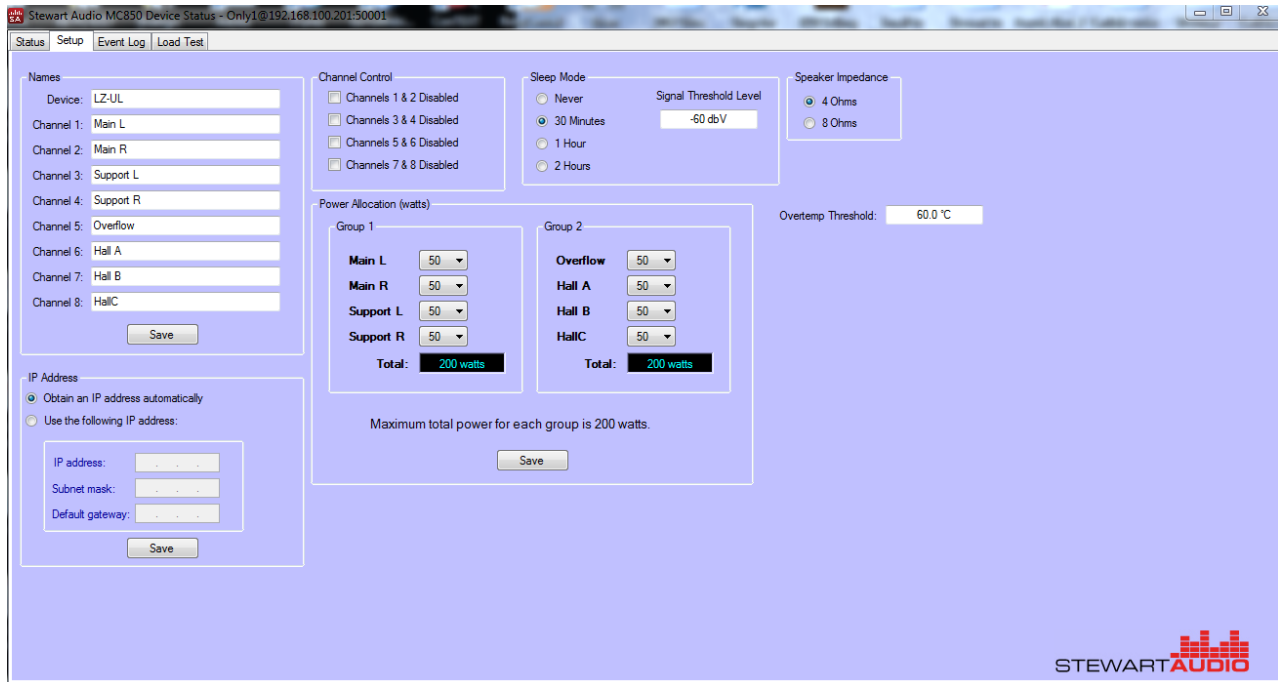 Stewart Audio MC850 Device Status - Only1@192.168.100.201:50001
Status Setup Event Log Load Test
Names
Device: LZ-UL
Channel 1: Main L
Channel 2: Main R
Channel 3: Support L
Channel 4: Support R
Channel 5: Overflow
Channel 6: Hall A
Channel 7: Hall B
Channel 8: HallC
Save
IP Address
Obtain an IP address automatically
Use the following IP address:
IP address: . . .
Subnet mask: . . .
Default gateway: . . .
Save
Channel Control
Channels 1 & 2 Disabled
Channels 3 & 4 Disabled
Channels 5 & 6 Disabled
Channels 7 & 8 Disabled
Sleep Mode
Never
30 Minutes
1 Hour
2 Hours
Signal Threshold Level
-60 dbV
Speaker Impedance
4 Ohms
8 Ohms
Overtemp Threshold: 60.0 °C
Power Allocation (watts)
Group 1
Main L 50
Main R 50
Support L 50
Support R 50
Total: 200 watts
Group 2
Overflow 50
Hall A 50
Hall B 50
HallC 50
Total: 200 watts
Maximum total power for each group is 200 watts.
Save
STEWARTAUDIO